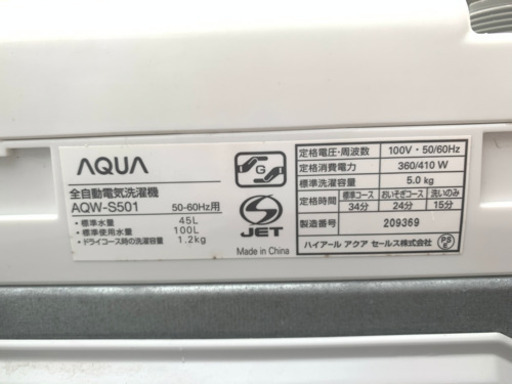 AQUA
全自動電気洗濯機
AQW-S501 50-60Hz用
・標準水量 45L
・標準使用水量 100L
・ドライコース時の洗濯容量 1.2kg
G
JET
Made in China
定格電圧・周波数 100V・50/60Hz
定格消費電力 360/410 W
標準洗濯容量 5.0 kg
定格時間 標準コース おいそぎコース 洗いのみ
34分 24分 15分
製造番号 209369
ハイアール アクア セールス株式会社
PS
E